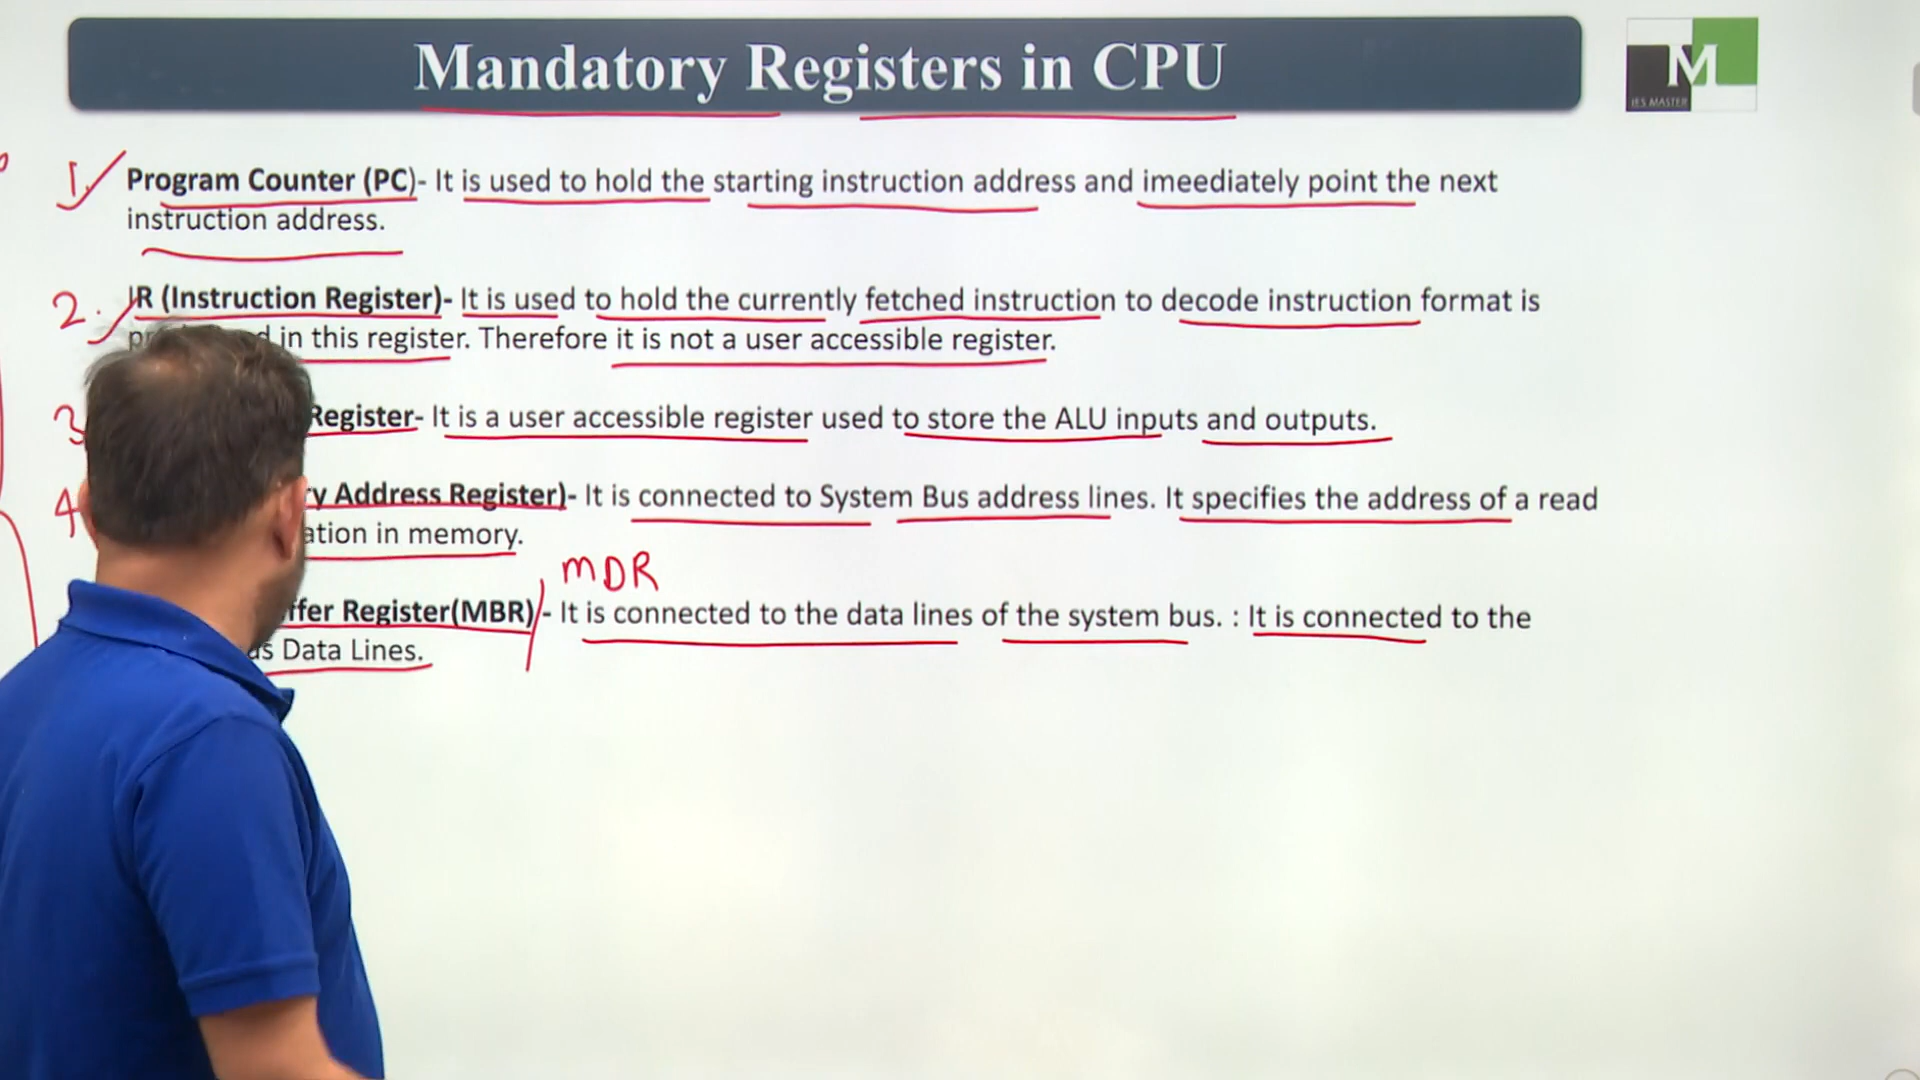 Mandatory Registers in CPU
M
IES MASTER
1. Program Counter (PC)- It is used to hold the starting instruction address and imeediately point the next
instruction address.
2. IR (Instruction Register)- It is used to hold the currently fetched instruction to decode instruction format is
in this register. Therefore it is not a user accessible register.
3 Register- It is a user accessible register used to store the ALU inputs and outputs.
4 Address Register)- It is connected to System Bus address lines. It specifies the address of a read
in memory.
MDR
Register(MBR)/- It is connected to the data lines of the system bus. : It is connected to the
Data Lines.